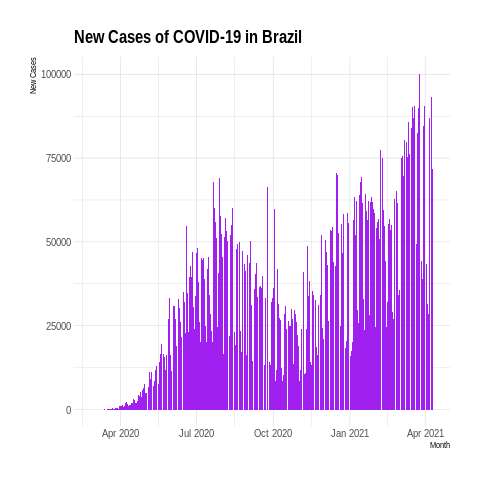 New Cases of COVID-19 in Brazil
New Cases
100000
75000
50000
25000
0
Apr 2020 Jul 2020 Oct 2020 Jan 2021 Apr 2021
Month